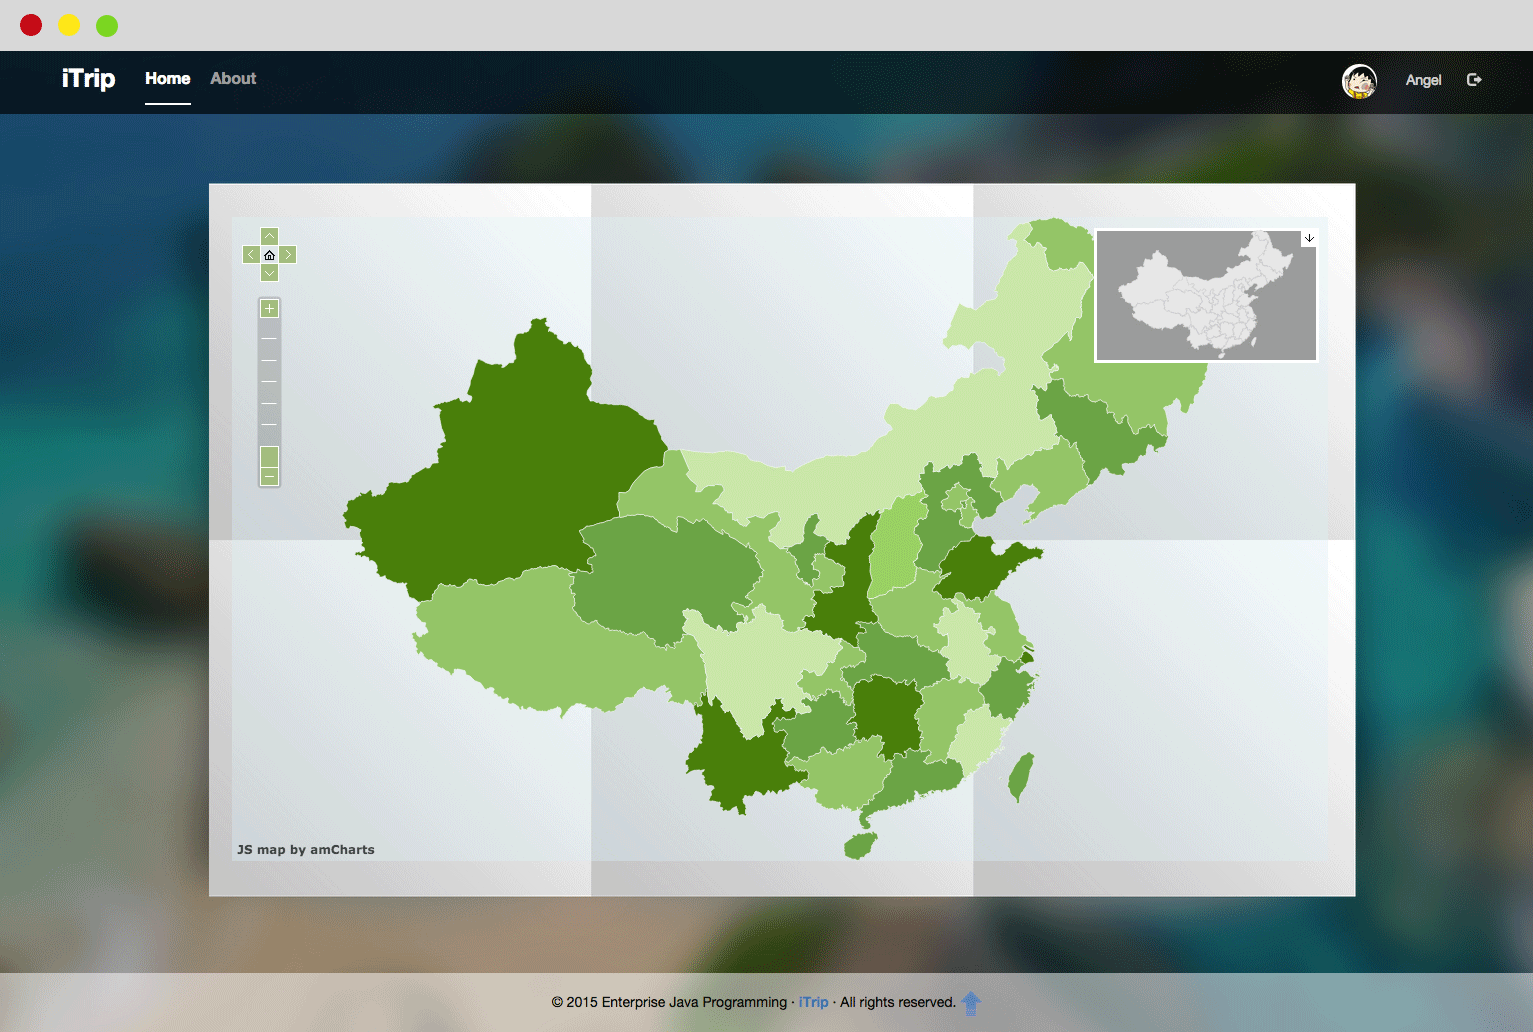 iTrip Home About Angel
JS map by amCharts
© 2015 Enterprise Java Programming · iTrip · All rights reserved.